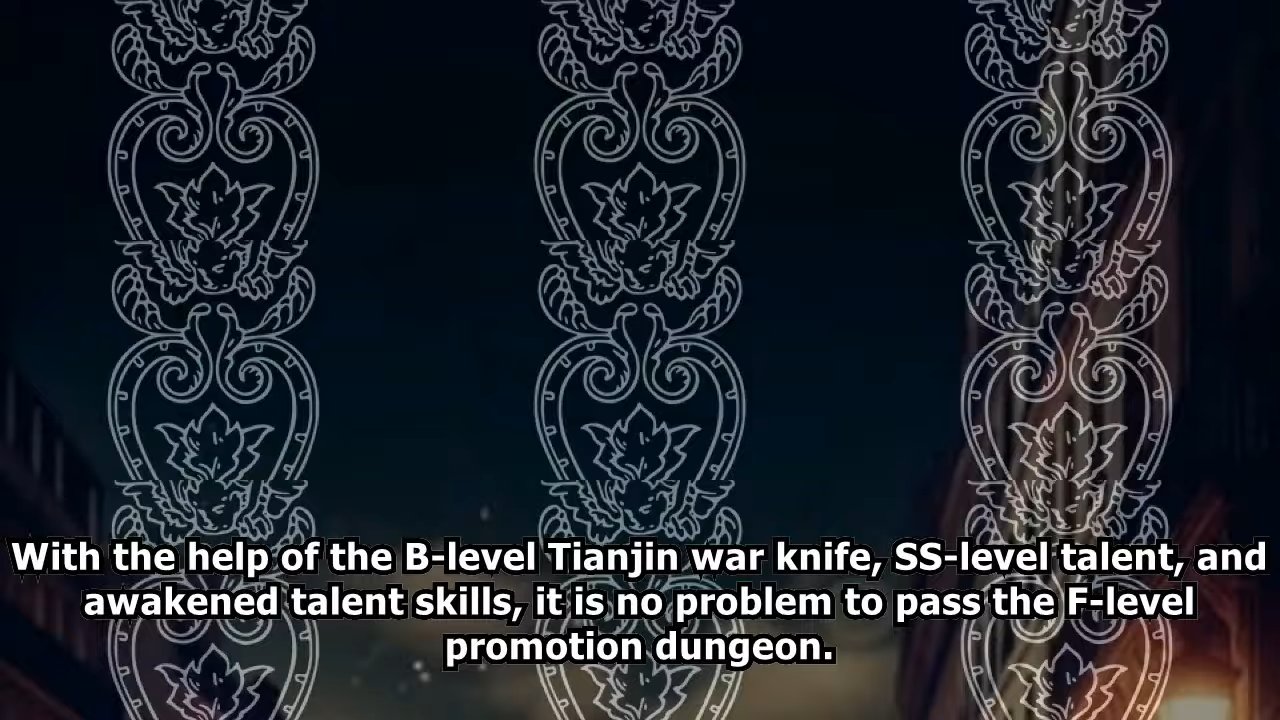 With the help of the B-level Tianjin war knife, SS-level talent, and
awakened talent skills, it is no problem to pass the F-level
promotion dungeon.